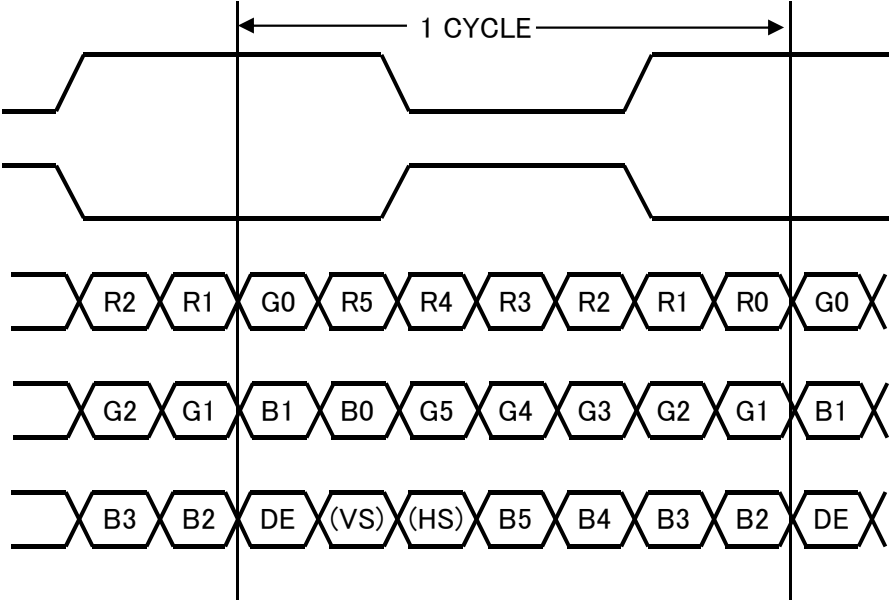 1 CYCLE
R2 R1 G0 R5 R4 R3 R2 R1 R0 G0
G2 G1 B1 B0 G5 G4 G3 G2 G1 B1
B3 B2 DE (VS) (HS) B5 B4 B3 B2 DE